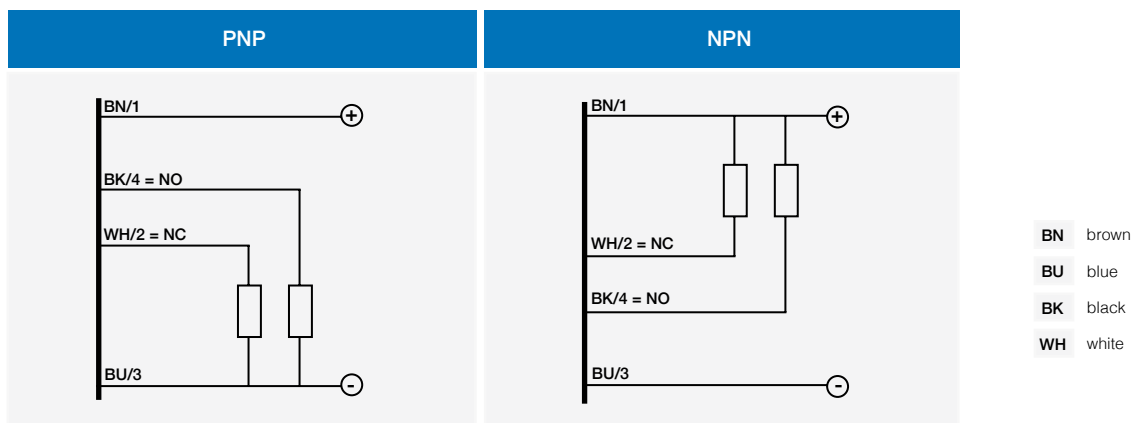 PNP
BN/1
+
BK/4 = NO
WH/2 = NC
BU/3
-
NPN
BN/1
+
WH/2 = NC
BK/4 = NO
BU/3
-
BN brown
BU blue
BK black
WH white